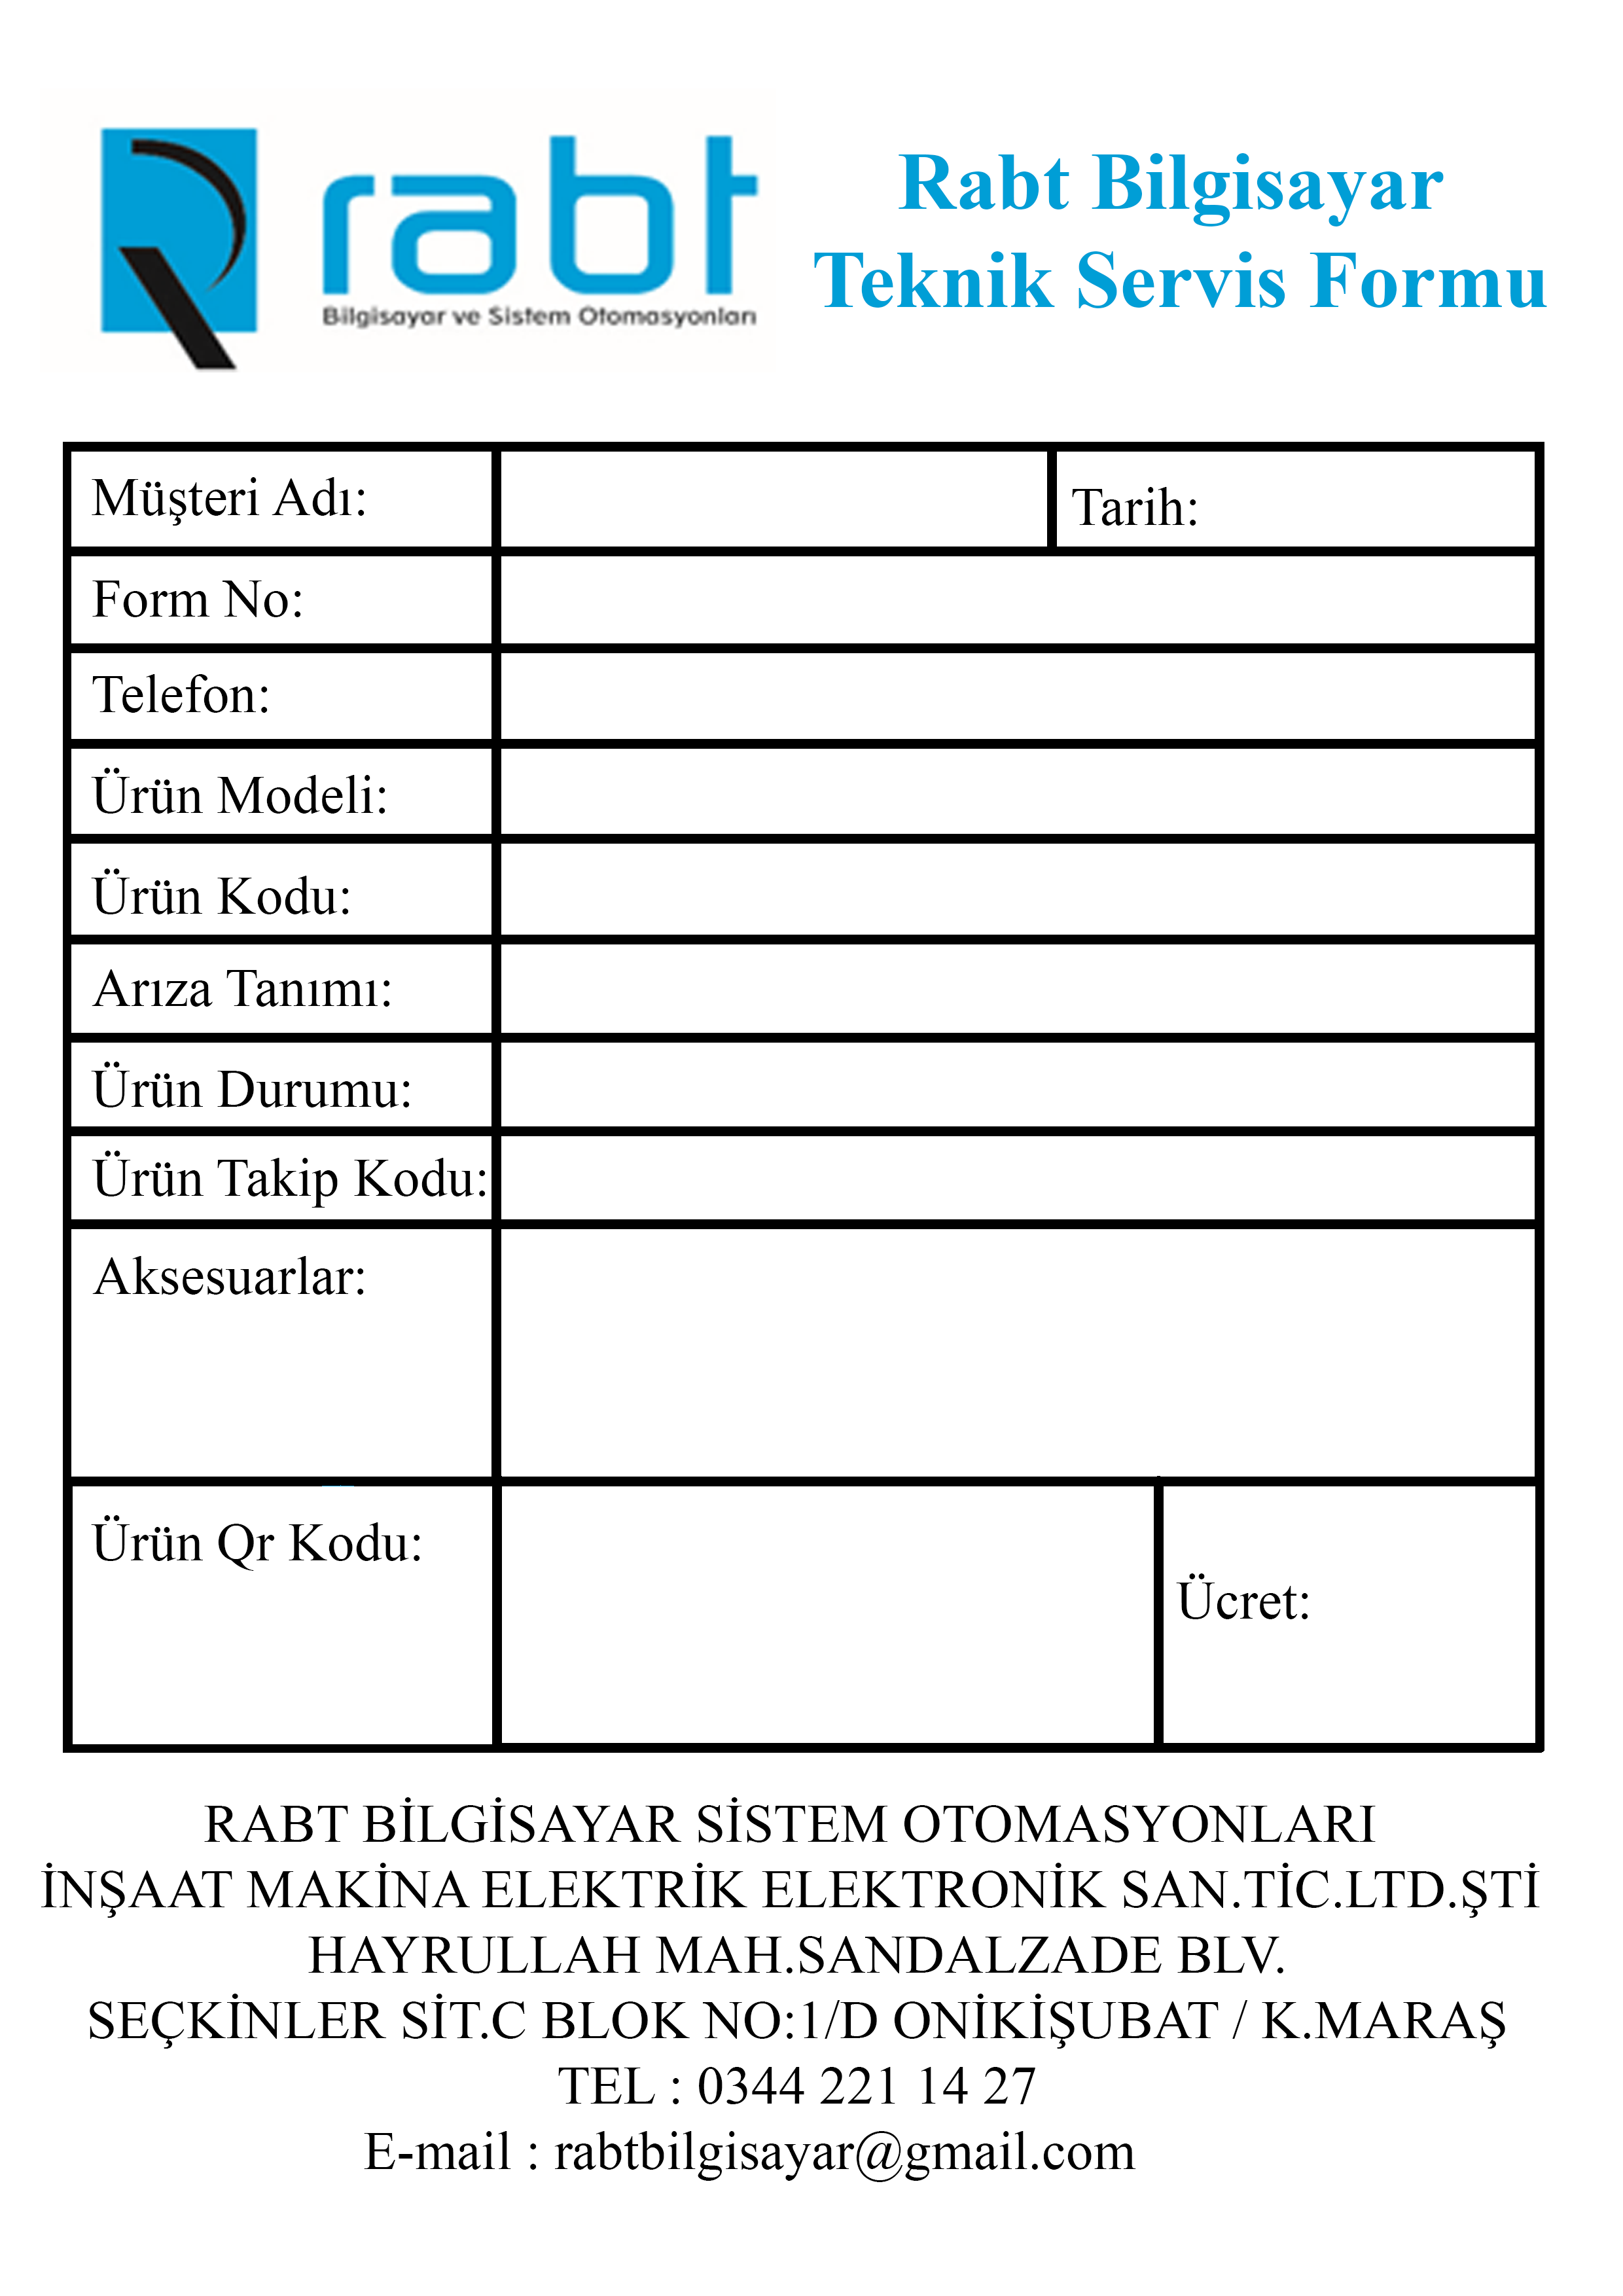 rabt
Bilgisayar ve Sistem Otomasyonları
Rabt Bilgisayar
Teknik Servis Formu
Müşteri Adı:
Tarih:
Form No:
Telefon:
Ürün Modeli:
Ürün Kodu:
Arıza Tanımı:
Ürün Durumu:
Ürün Takip Kodu:
Aksesuarlar:
Ürün Qr Kodu:
Ücret:
RABT BİLGİSAYAR SİSTEM OTOMASYONLARI
İNŞAAT MAKİNA ELEKTRİK ELEKTRONİK SAN.TİC.LTD.ŞTİ
HAYRULLAH MAH.SANDALZADE BLV.
SEÇKİNLER SİT.C BLOK NO:1/D ONİKİŞUBAT / K.MARAŞ
TEL : 0344 221 14 27
E-mail : rabtbilgisayar@gmail.com